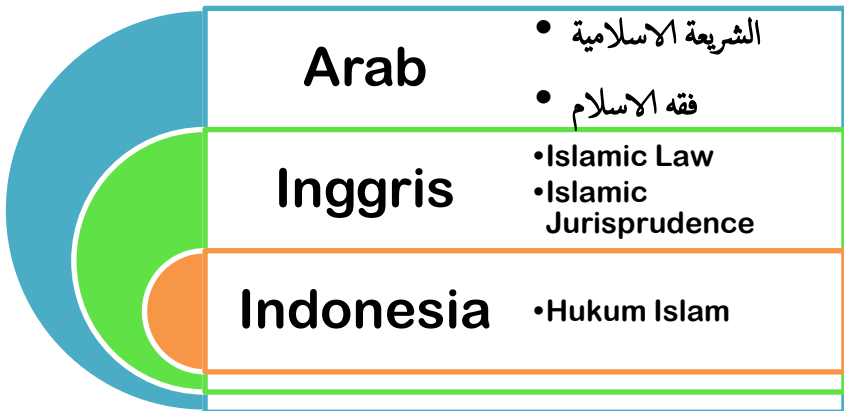 Arab
• الشريعة الاسلامية
• فقه الاسلام
Inggris
•Islamic Law
•Islamic
Jurisprudence
Indonesia
•Hukum Islam